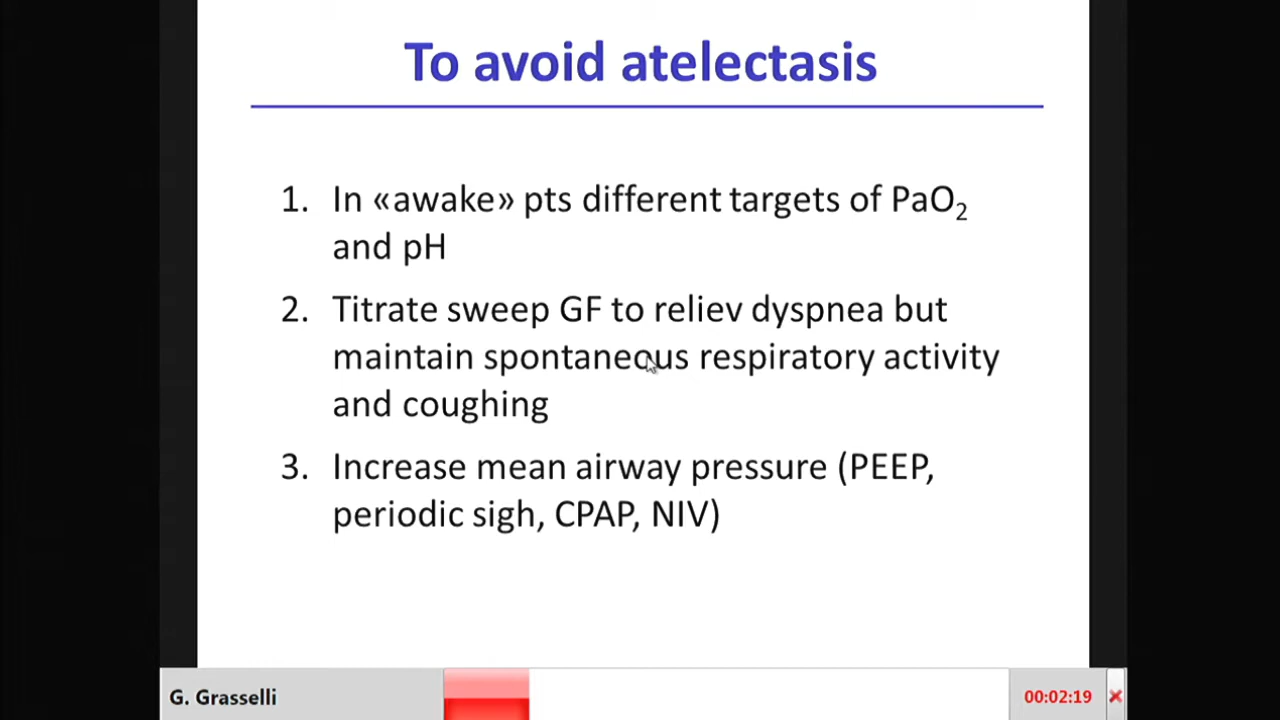 To avoid atelectasis
1. In «awake» pts different targets of PaO₂
and pH
2. Titrate sweep GF to reliev dyspnea but
maintain spontaneous respiratory activity
and coughing
3. Increase mean airway pressure (PEEP,
periodic sigh, CPAP, NIV)
G. Grasselli
00:02:19